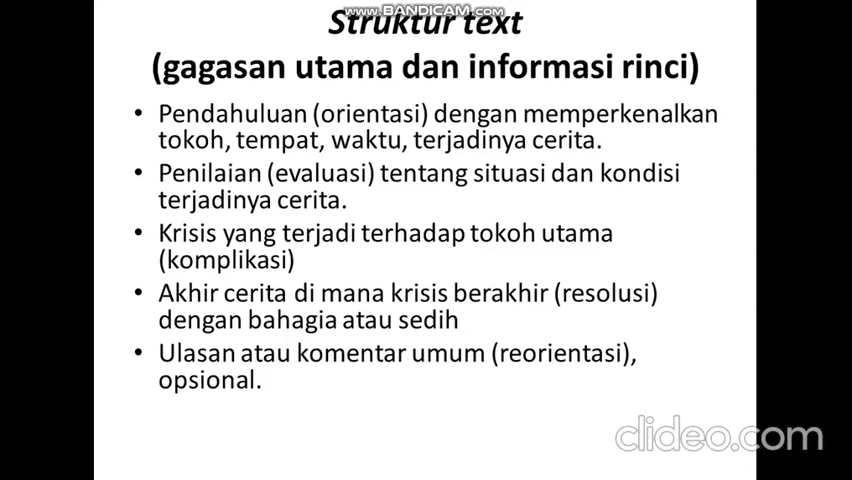 www.BANDICAM.com
Struktur text
(gagasan utama dan informasi rinci)
• Pendahuluan (orientasi) dengan memperkenalkan
tokoh, tempat, waktu, terjadinya cerita.
• Penilaian (evaluasi) tentang situasi dan kondisi
terjadinya cerita.
• Krisis yang terjadi terhadap tokoh utama
(komplikasi)
• Akhir cerita di mana krisis berakhir (resolusi)
dengan bahagia atau sedih
• Ulasan atau komentar umum (reorientasi),
opsional.
clideo.com